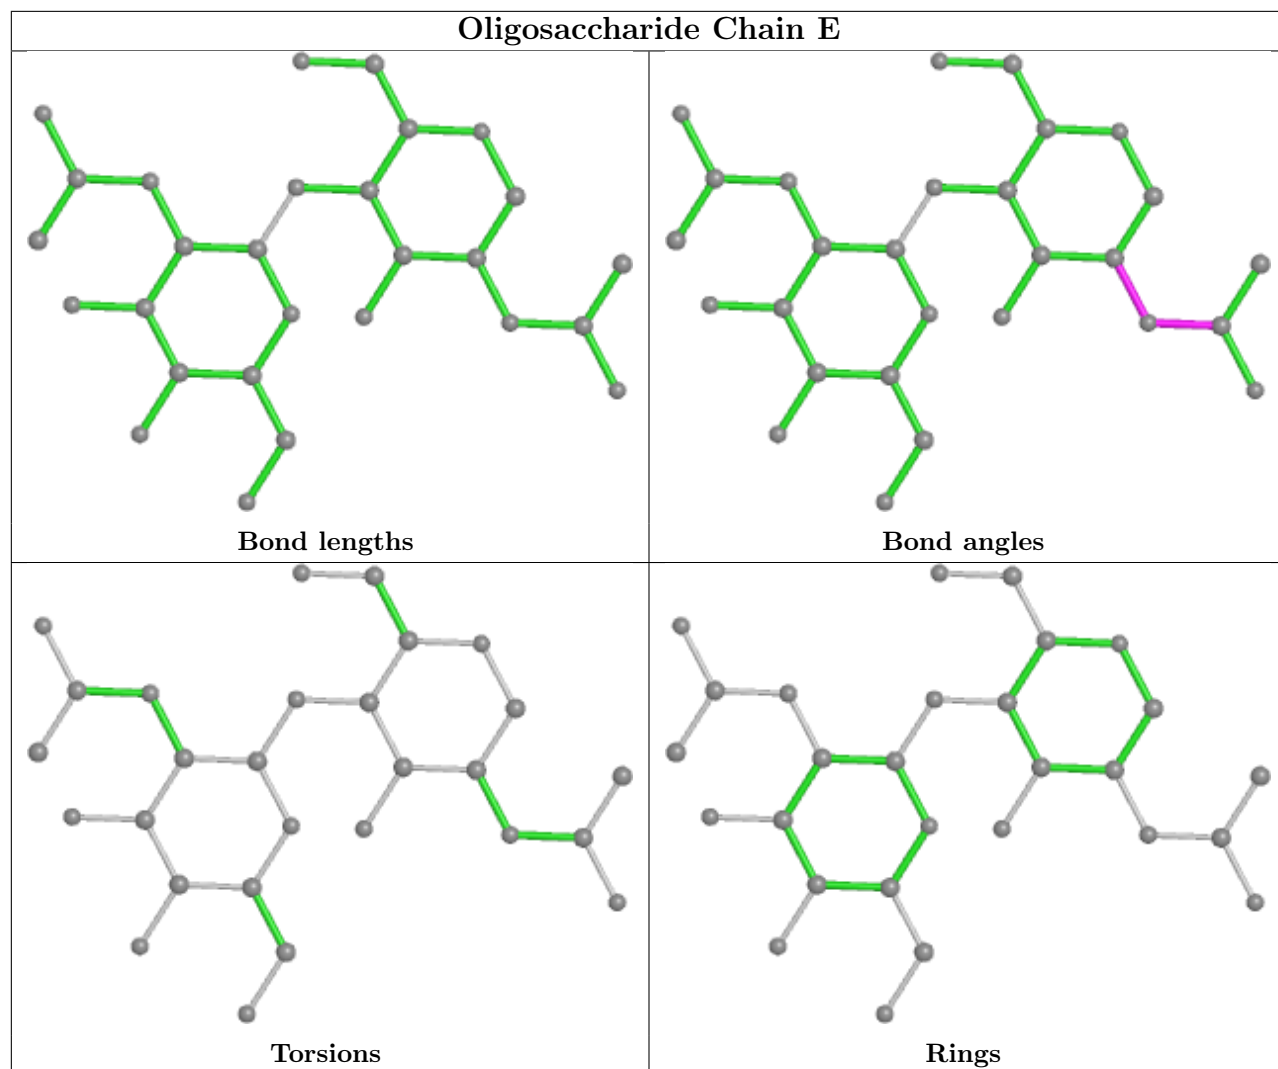 Oligosaccharide Chain E
Bond lengths
Bond angles
Torsions
Rings